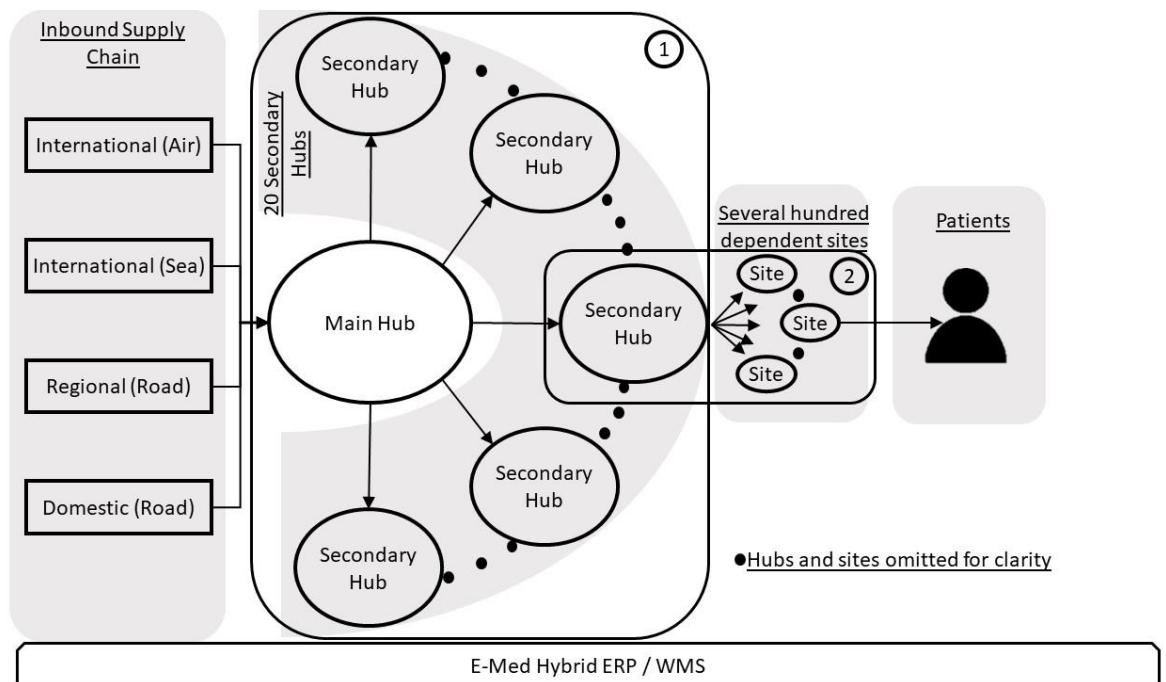 Inbound Supply
Chain
International (Air)
International (Sea)
Regional (Road)
Domestic (Road)
20 Secondary
Hubs
Secondary
Hub
1
Secondary
Hub
Main Hub
Secondary
Hub
Secondary
Hub
Secondary
Hub
Several hundred
dependent sites
Site
2
Site
Site
Patients
Hubs and sites omitted for clarity
E-Med Hybrid ERP / WMS